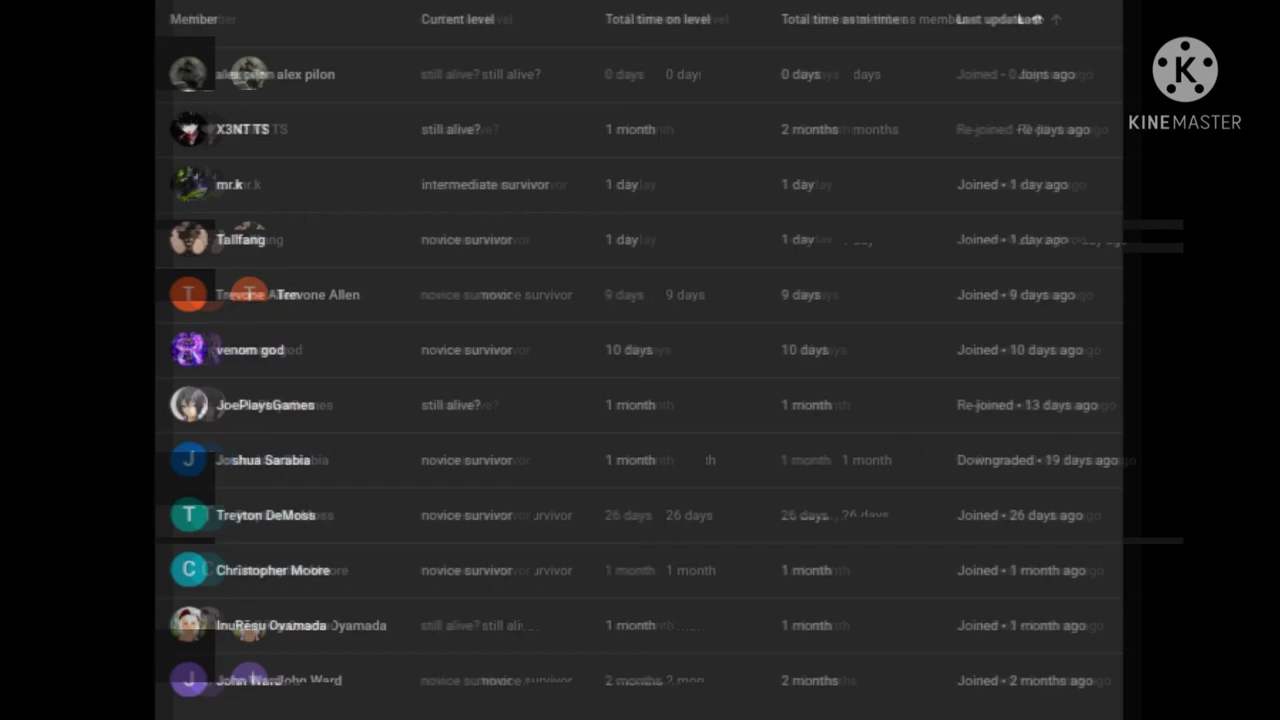 Member Current level Total time on level Total time as member Last update
alex pilon still alive? 0 days 0 days Joined • 0 days ago
X3NT TS still alive? 1 month 2 months Re-joined • days ago
mr.k intermediate survivor 1 day 1 day Joined • 1 day ago
Tallfang novice survivor 1 day 1 day Joined • 1 day ago
Trevone Allen novice survivor 9 days 9 days Joined • 9 days ago
venom god novice survivor 10 days 10 days Joined • 10 days ago
JoePlaysGames still alive? 1 month 1 month Re-joined • 13 days ago
Joshua Sarabia novice survivor 1 month 1 month Downgraded • 19 days ago
Treyton DeMoss novice survivor 26 days 26 days Joined • 26 days ago
Christopher Moore novice survivor 1 month 1 month Joined • 1 month ago
InuResu Oyamada still alive? 1 month 1 month Joined • 1 month ago
John Ward novice survivor 2 months 2 months Joined • 2 months ago
K
KINEMASTER
T
J
T
C
J